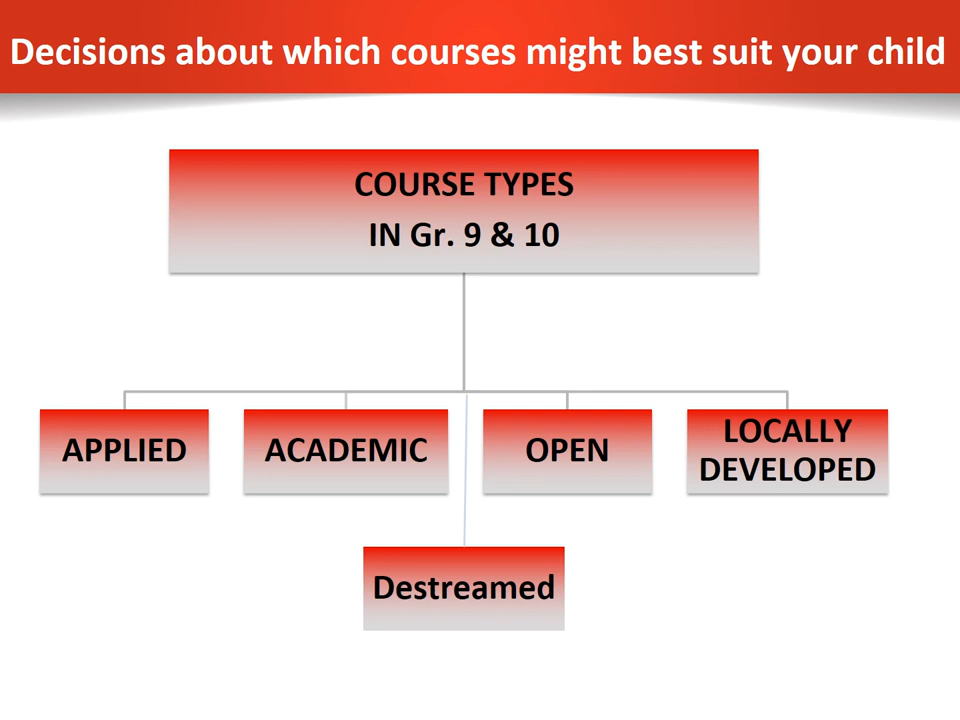 Decisions about which courses might best suit your child
COURSE TYPES
IN Gr. 9 & 10
APPLIED
ACADEMIC
OPEN
LOCALLY
DEVELOPED
Destreamed